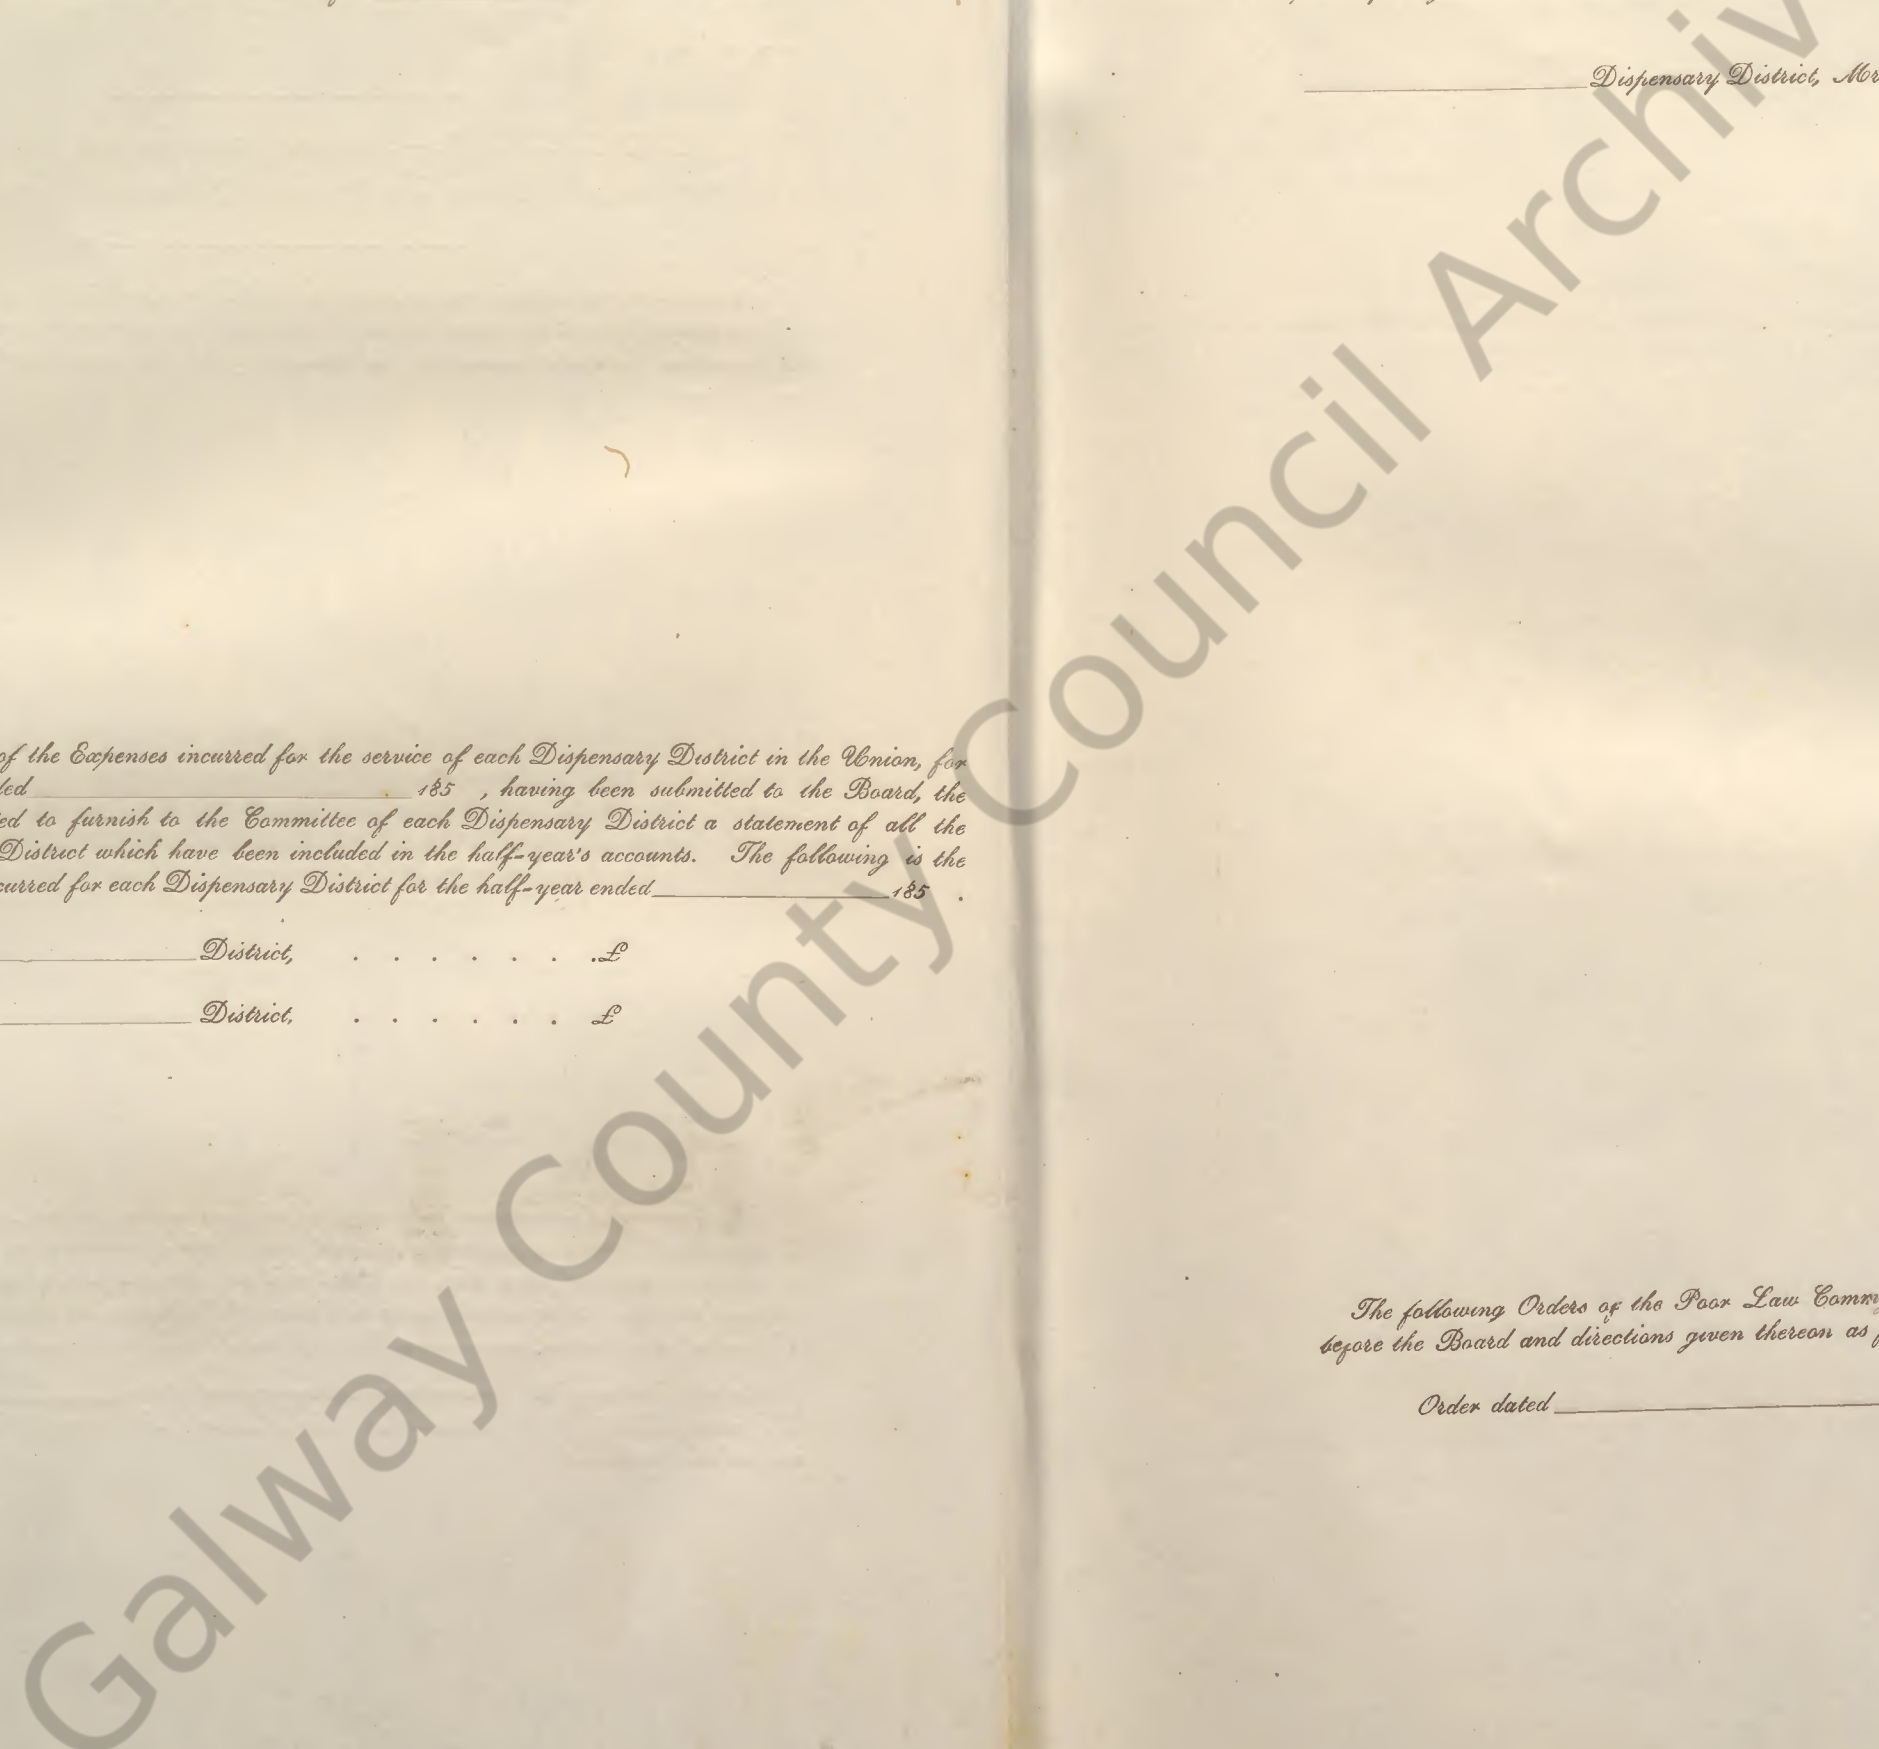 of the Expenses incurred for the service of each Dispensary District in the Union, for
ted 185 , having been submitted to the Board, the
ed to furnish to the Committee of each Dispensary District a statement of all the
District which have been included in the half-year's accounts. The following is the
curred for each Dispensary District for the half-year ended 185 .
District, . . . . . . . £
District, . . . . . . £
Dispensary District, Mr
The following Orders of the Poor Law Comm
before the Board and directions given thereon as f
Order dated
Galway County Council Archiv